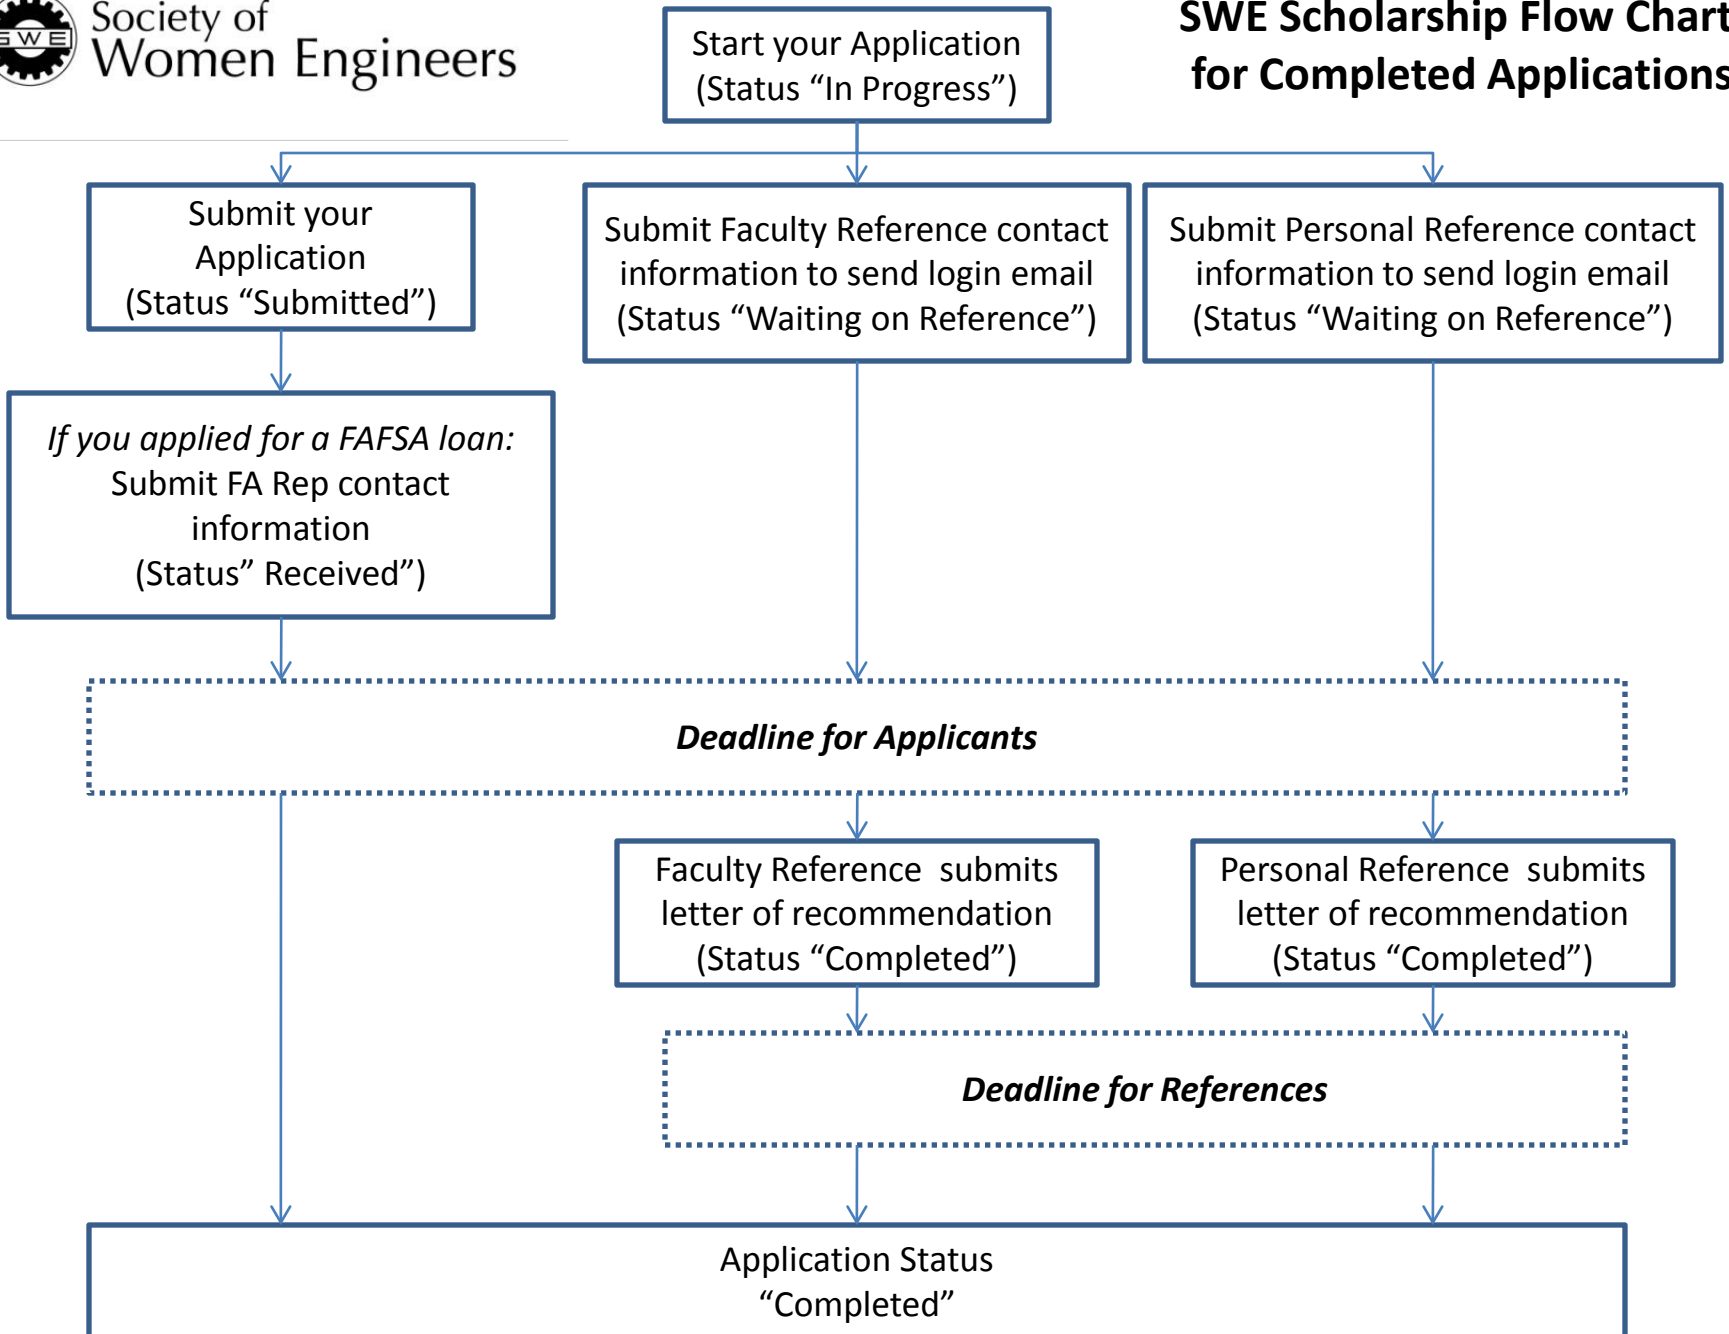 SWE
Society of
Women Engineers
SWE Scholarship Flow Chart
for Completed Applications
Start your Application
(Status “In Progress”)
Submit your
Application
(Status “Submitted”)
Submit Faculty Reference contact
information to send login email
(Status “Waiting on Reference”)
Submit Personal Reference contact
information to send login email
(Status “Waiting on Reference”)
If you applied for a FAFSA loan:
Submit FA Rep contact
information
(Status” Received”)
Deadline for Applicants
Faculty Reference  submits
letter of recommendation
(Status “Completed”)
Personal Reference  submits
letter of recommendation
(Status “Completed”)
Deadline for References
Application Status
“Completed”